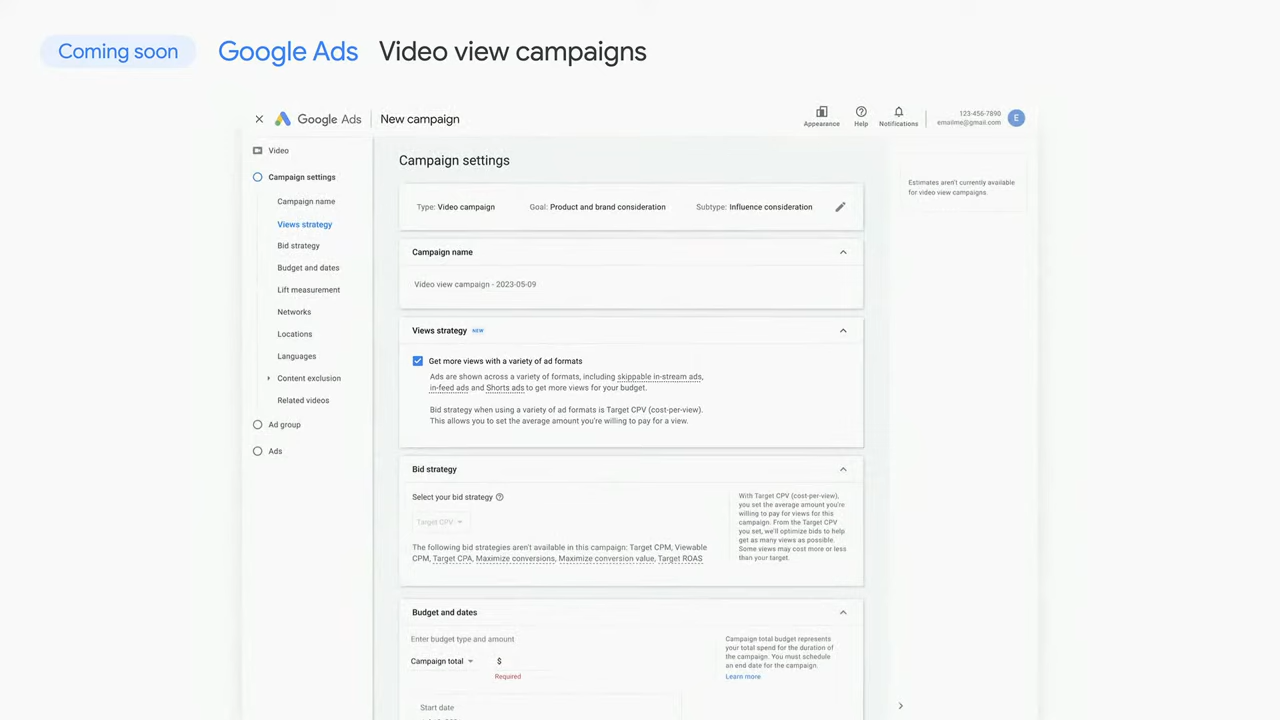 Coming soon Google Ads Video view campaigns
Google Ads New campaign
Appearance Help Notifications
123-456-7890
emailme@gmail.com
E
Video
Campaign settings
Campaign name
Views strategy
Bid strategy
Budget and dates
Lift measurement
Networks
Locations
Languages
Content exclusion
Related videos
Ad group
Ads
Campaign settings
Type: Video campaign Goal: Product and brand consideration Subtype: Influence consideration
Campaign name
Video view campaign - 2023-05-09
Views strategy NEW
Get more views with a variety of ad formats
Ads are shown across a variety of formats, including skippable in-stream ads,
in-feed ads and Shorts ads to get more views for your budget.
Bid strategy when using a variety of ad formats is Target CPV (cost-per-view).
This allows you to set the average amount you're willing to pay for a view.
Bid strategy
Select your bid strategy
Target CPV
The following bid strategies aren't available in this campaign: Target CPM, Viewable
CPM, Target CPA, Maximize conversions, Maximize conversion value, Target ROAS
With Target CPV (cost-per-view),
you set the average amount you're
willing to pay for views for this
campaign. From the Target CPV
you set, we'll optimize bids to help
get as many views as possible.
Some views may cost more or less
than your target.
Budget and dates
Enter budget type and amount
Campaign total $
Required
Campaign total budget represents
your total spend for the duration of
the campaign. You must schedule
an end date for the campaign.
Learn more
Start date
Estimates aren't currently available
for video view campaigns.